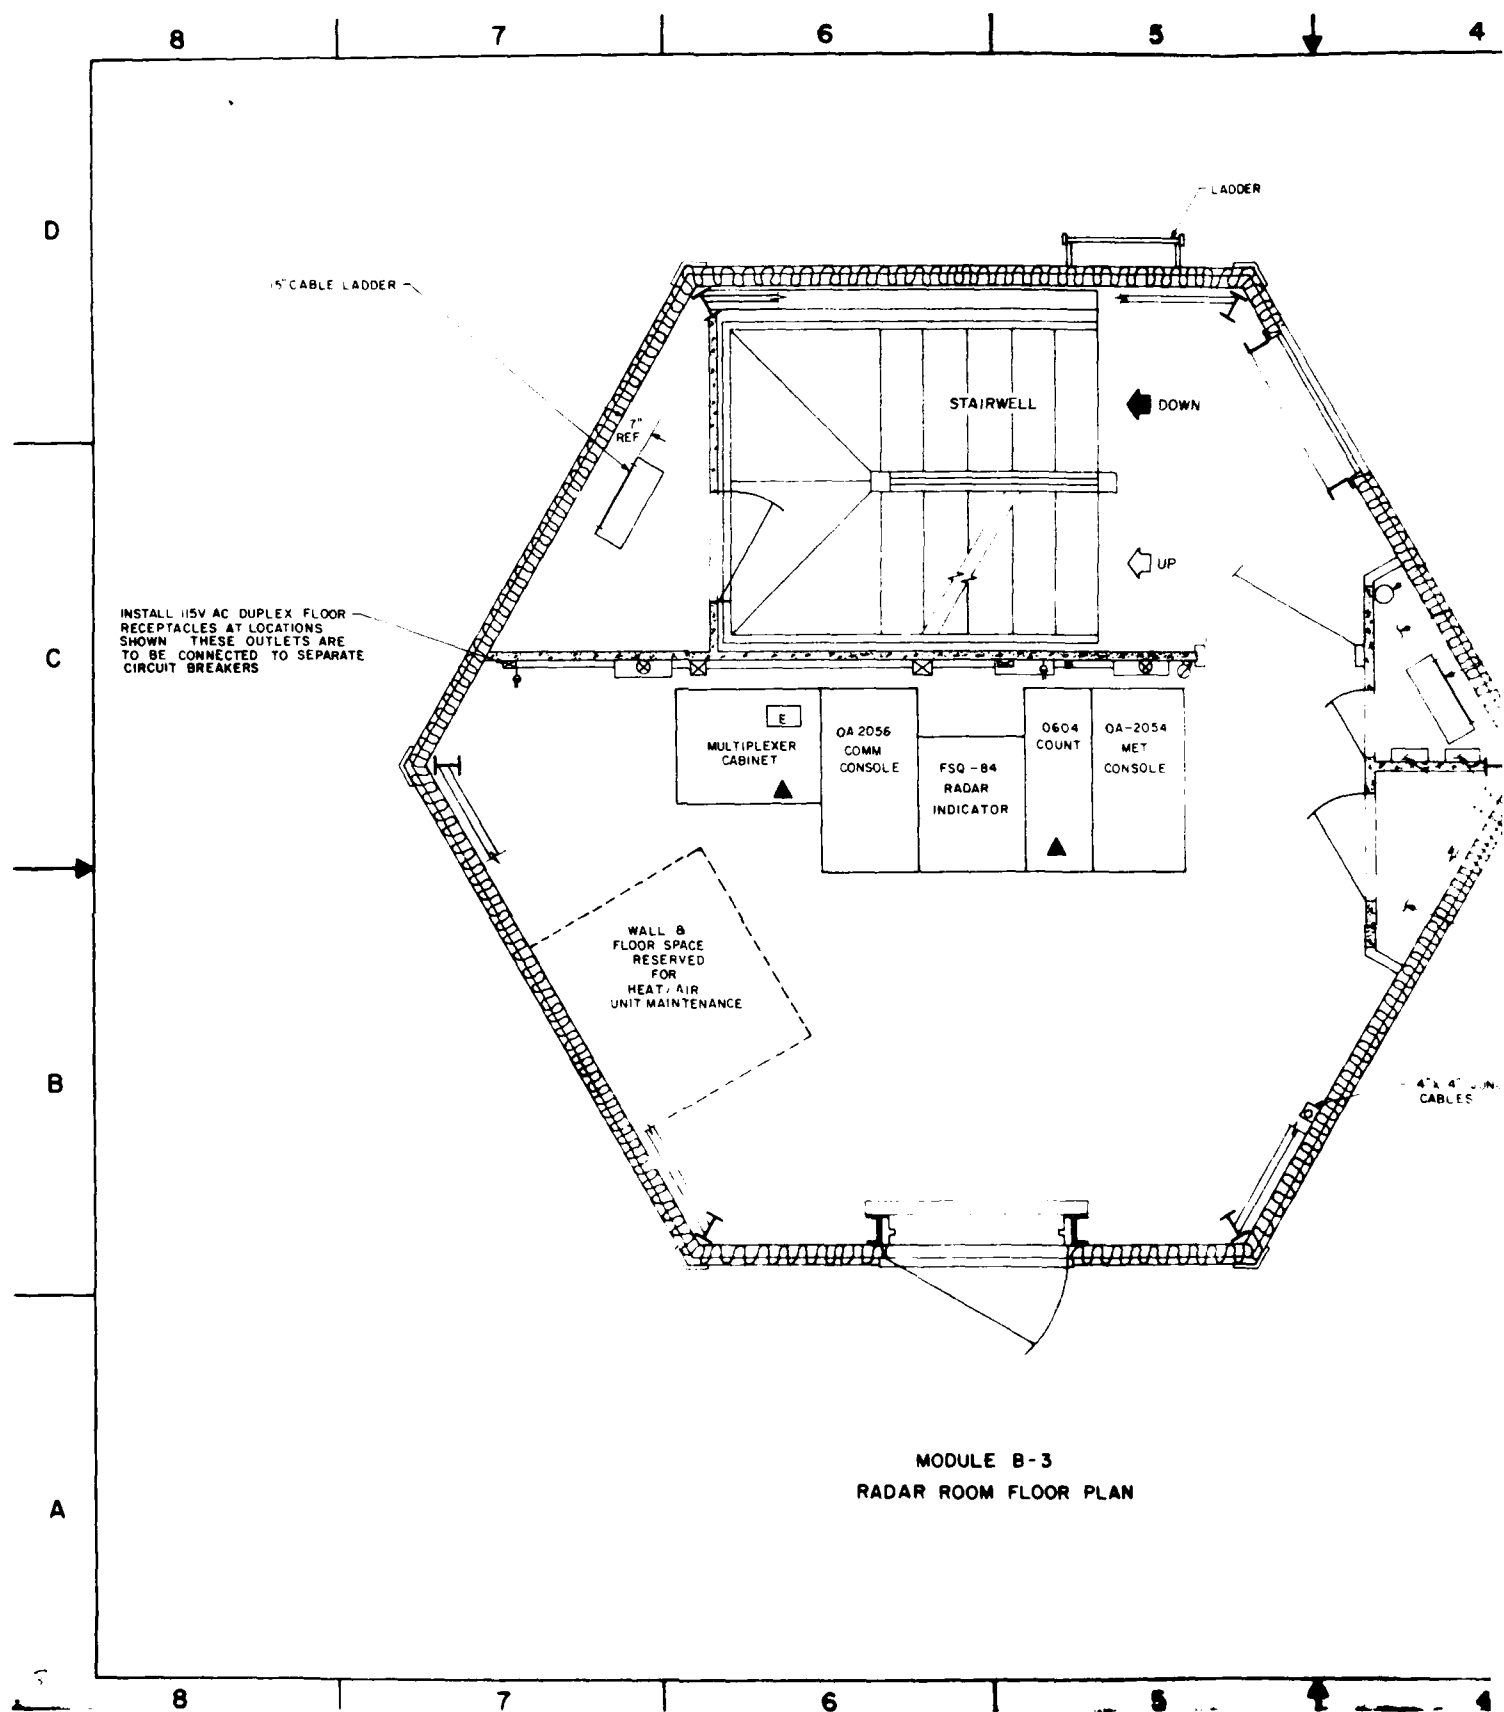 8 7 6 5 4
D
LADDER
15" CABLE LADDER
STAIRWELL
DOWN
7"
REF
UP
INSTALL 115V AC DUPLEX FLOOR
RECEPTACLES AT LOCATIONS
SHOWN THESE OUTLETS ARE
TO BE CONNECTED TO SEPARATE
CIRCUIT BREAKERS
C
E
MULTIPLEXER
CABINET
OA 2056
COMM
CONSOLE
FSQ-84
RADAR
INDICATOR
0604
COUNT
OA-2054
MET
CONSOLE
WALL &
FLOOR SPACE
RESERVED
FOR
HEAT/AIR
UNIT MAINTENANCE
B
4" X 4"
CABLES
MODULE B-3
RADAR ROOM FLOOR PLAN
A
8 7 6 5 4